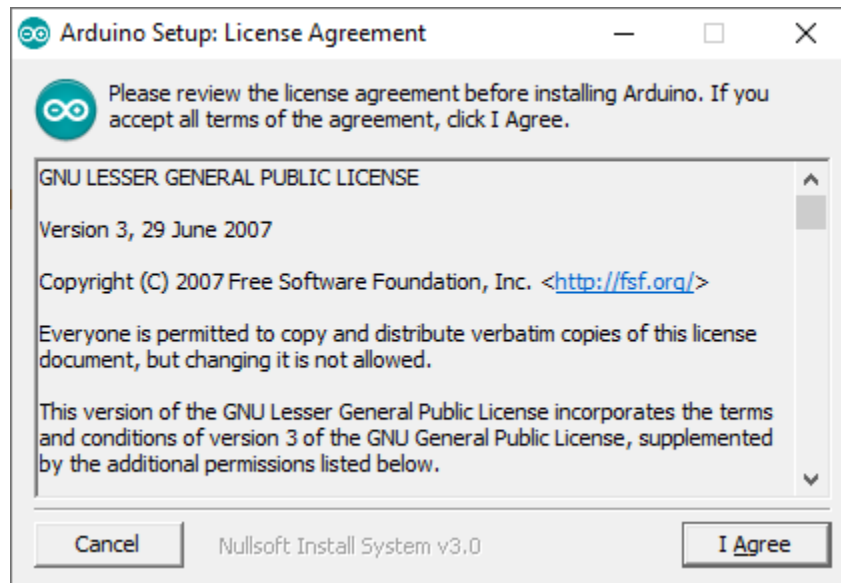 Arduino Setup: License Agreement
Please review the license agreement before installing Arduino. If you
accept all terms of the agreement, click I Agree.
GNU LESSER GENERAL PUBLIC LICENSE
Version 3, 29 June 2007
Copyright (C) 2007 Free Software Foundation, Inc. <http://fsf.org/>
Everyone is permitted to copy and distribute verbatim copies of this license
document, but changing it is not allowed.
This version of the GNU Lesser General Public License incorporates the terms
and conditions of version 3 of the GNU General Public License, supplemented
by the additional permissions listed below.
Cancel
Nullsoft Install System v3.0
I Agree